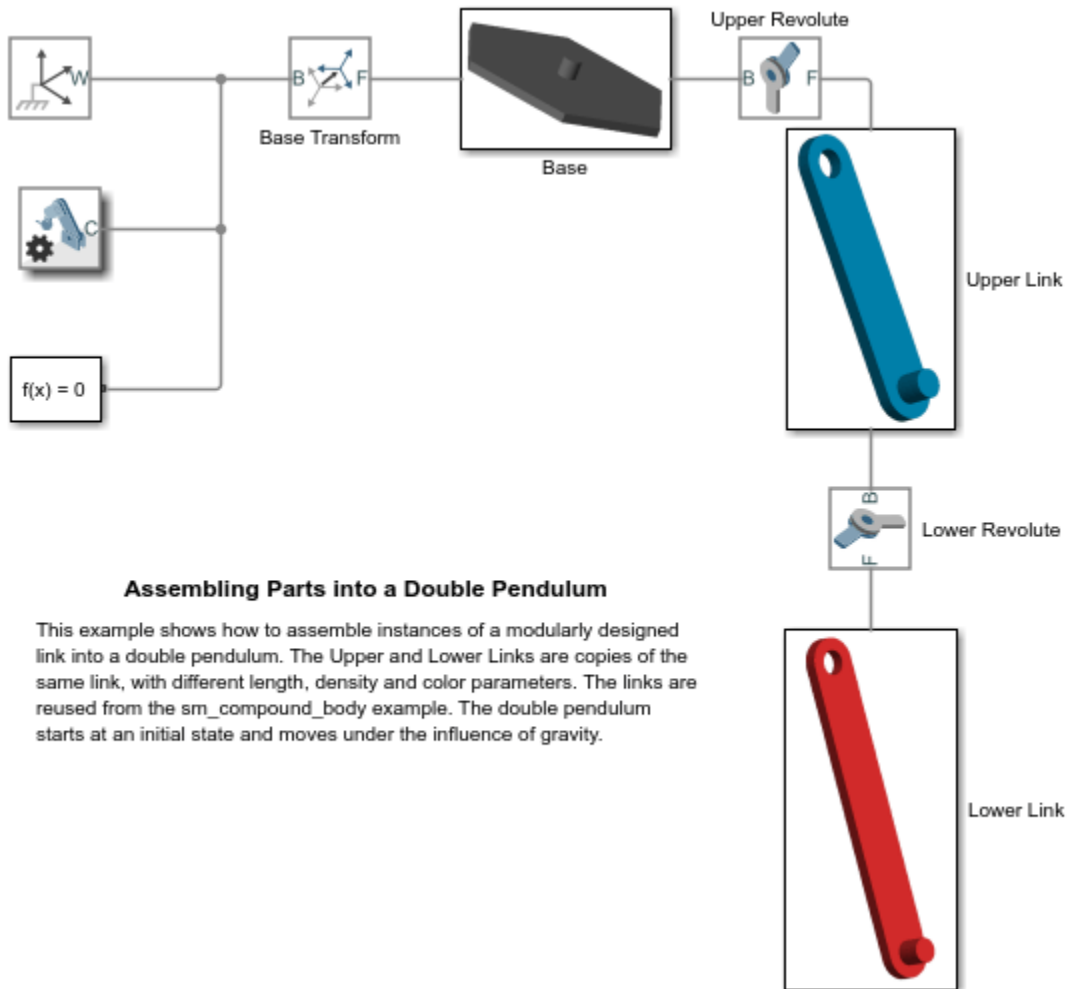 Upper Revolute
W
B F
B F
Base Transform
Base
C
Upper Link
f(x) = 0
B
Lower Revolute
F
Assembling Parts into a Double Pendulum
This example shows how to assemble instances of a modularly designed
link into a double pendulum. The Upper and Lower Links are copies of the
same link, with different length, density and color parameters. The links are
reused from the sm_compound_body example. The double pendulum
starts at an initial state and moves under the influence of gravity.
Lower Link